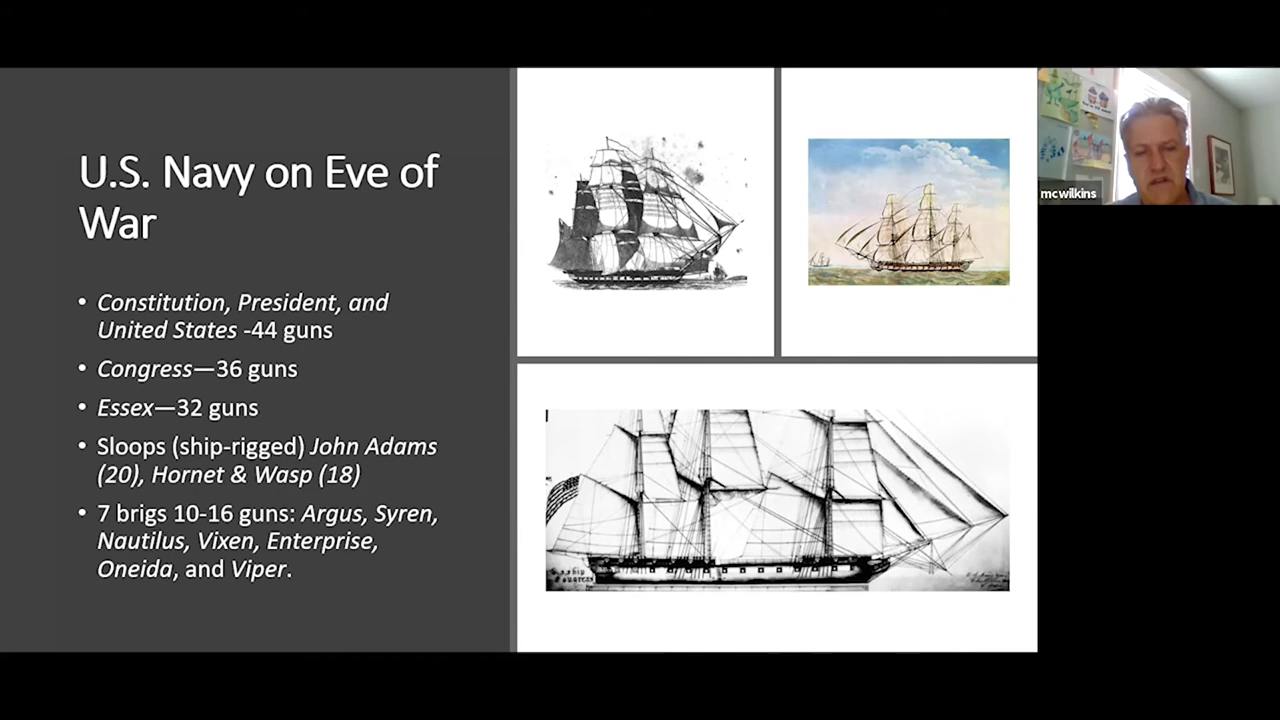 U.S. Navy on Eve of
War
• Constitution, President, and
United States -44 guns
• Congress—36 guns
• Essex—32 guns
• Sloops (ship-rigged) John Adams
(20), Hornet & Wasp (18)
• 7 brigs 10-16 guns: Argus, Syren,
Nautilus, Vixen, Enterprise,
Oneida, and Viper.
mcwilkins